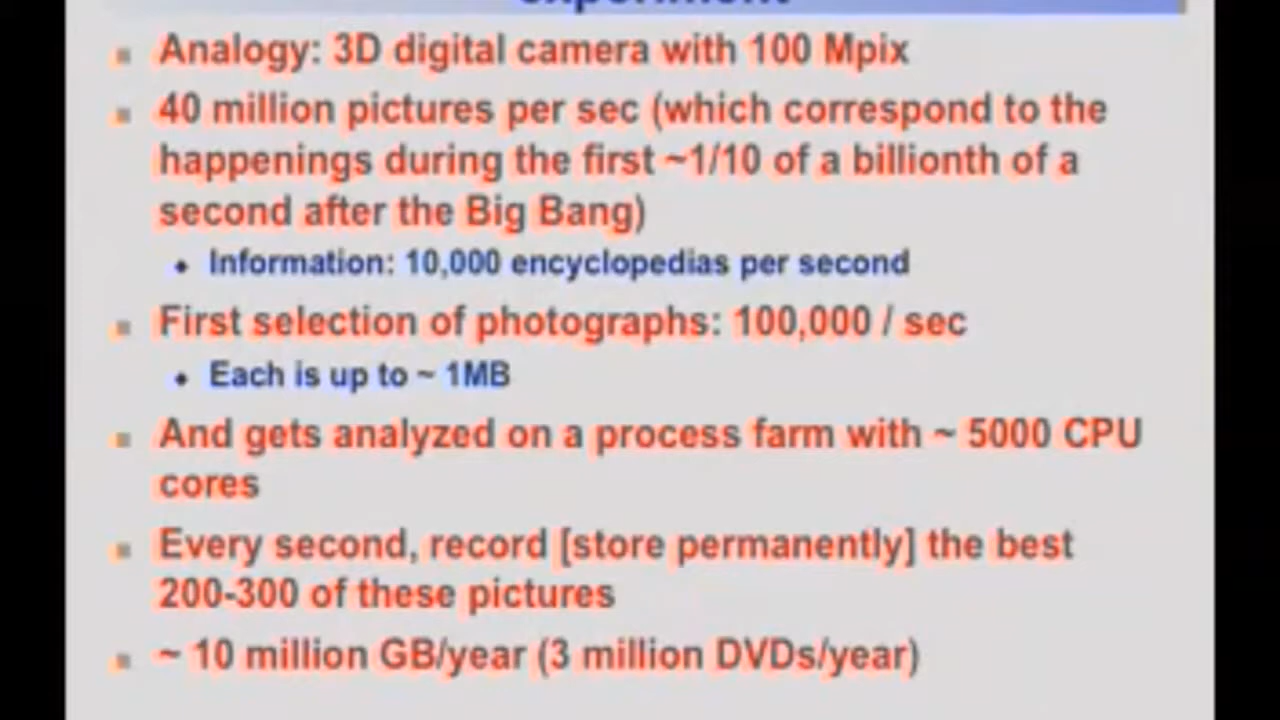 experiment
Analogy: 3D digital camera with 100 Mpix
40 million pictures per sec (which correspond to the
happenings during the first ~1/10 of a billionth of a
second after the Big Bang)
Information: 10,000 encyclopedias per second
First selection of photographs: 100,000 / sec
Each is up to ~ 1MB
And gets analyzed on a process farm with ~ 5000 CPU
cores
Every second, record [store permanently] the best
200-300 of these pictures
~ 10 million GB/year (3 million DVDs/year)